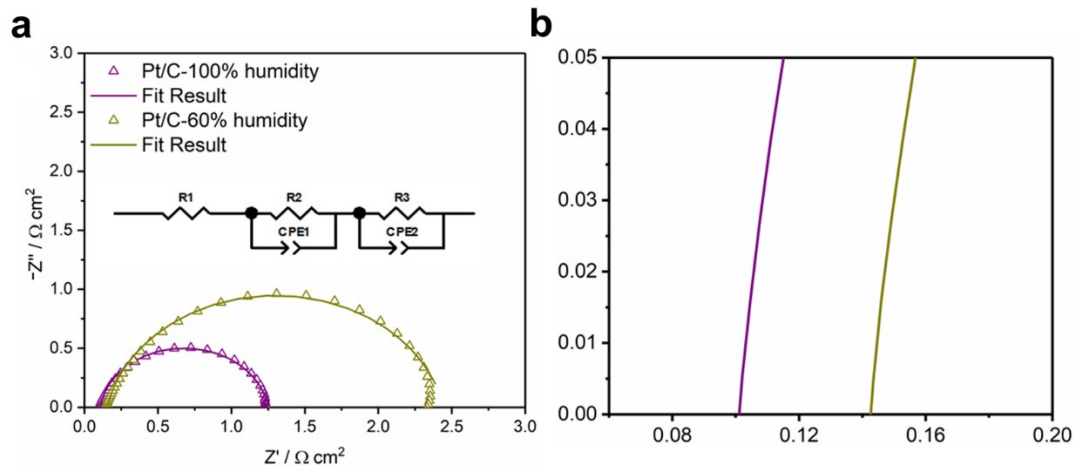 a
3.0
2.5
2.0
1.5
1.0
0.5
0.0
-Z'' / Ω cm²
△ Pt/C-100% humidity
Fit Result
△ Pt/C-60% humidity
Fit Result
R1 R2 R3
CPE1 CPE2
0.0 0.5 1.0 1.5 2.0 2.5 3.0
Z' / Ω cm²
b
0.05
0.04
0.03
0.02
0.01
0.00
0.08 0.12 0.16 0.20